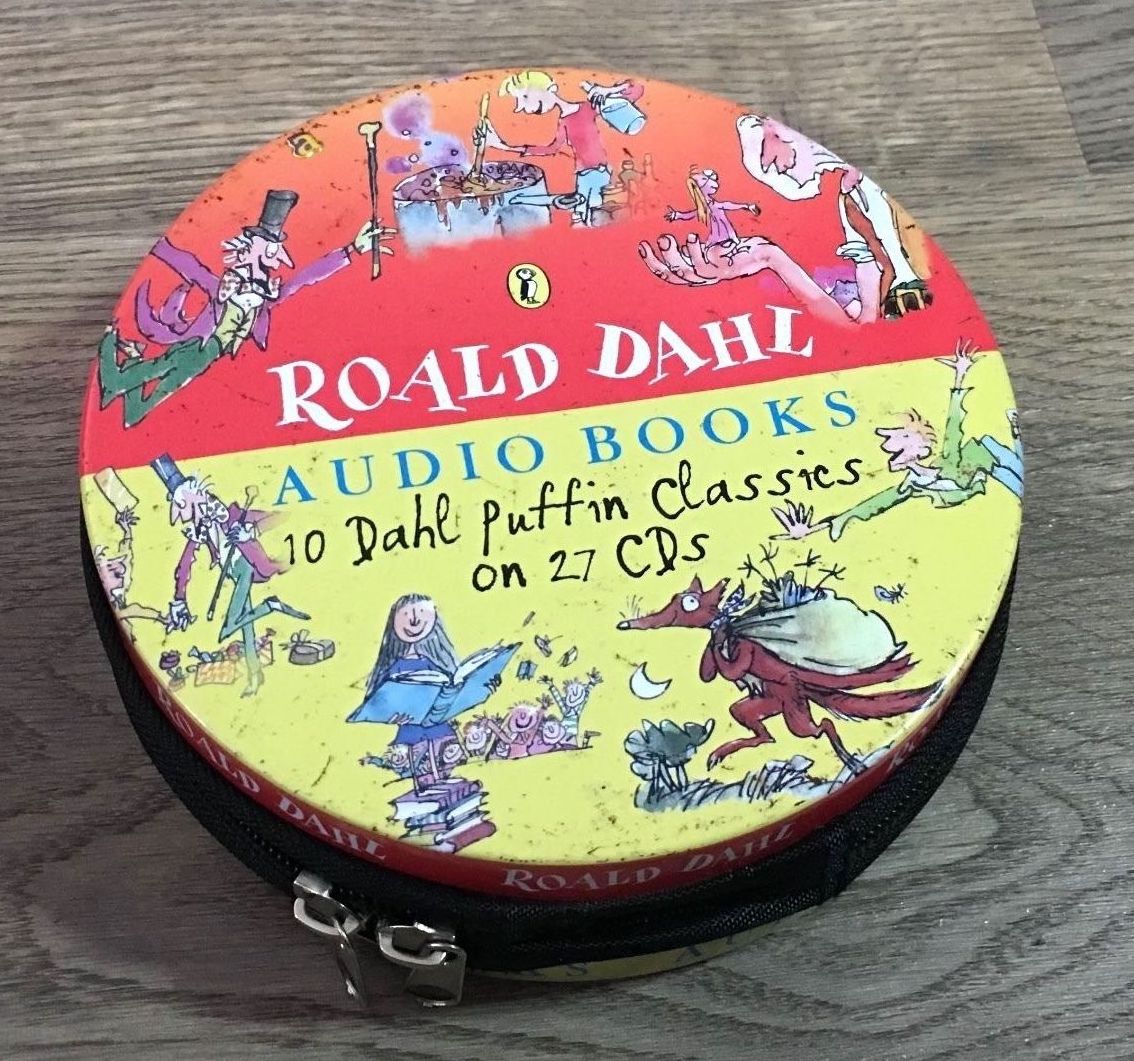 ROALD DAHL
AUDIO BOOKS
10 Dahl Puffin Classics
on 27 CDs
ROALD DAHL
ROALD DAHL